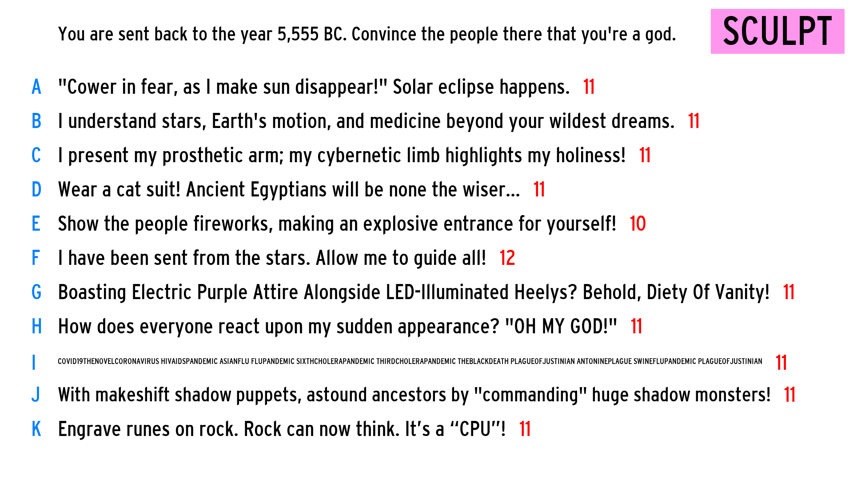 You are sent back to the year 5,555 BC. Convince the people there that you're a god.
SCULPT
A "Cower in fear, as I make sun disappear!" Solar eclipse happens. 11
B I understand stars, Earth's motion, and medicine beyond your wildest dreams. 11
C I present my prosthetic arm; my cybernetic limb highlights my holiness! 11
D Wear a cat suit! Ancient Egyptians will be none the wiser... 11
E Show the people fireworks, making an explosive entrance for yourself! 10
F I have been sent from the stars. Allow me to guide all! 12
G Boasting Electric Purple Attire Alongside LED-Illuminated Heelys? Behold, Diety Of Vanity! 11
H How does everyone react upon my sudden appearance? "OH MY GOD!" 11
I COVID19THENOVELCORONAVIRUS HIVAIDSPANDEMIC ASIANFLU FLUPANDEMIC SIXTHCHOLERAPANDEMIC THIRDCHOLERAPANDEMIC THEBLACKDEATH PLAGUEOFJUSTINIAN ANTONINEPLAGUE SWINEFLUPANDEMIC PLAGUEOFJUSTINIAN 11
J With makeshift shadow puppets, astound ancestors by "commanding" huge shadow monsters! 11
K Engrave runes on rock. Rock can now think. It’s a “CPU”! 11